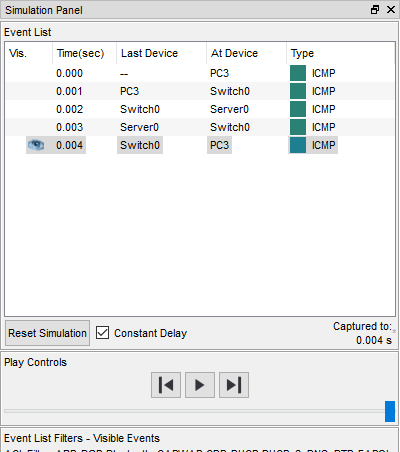 Simulation Panel
Event List
Vis. Time(sec) Last Device At Device Type
0.000 -- PC3 ICMP
0.001 PC3 Switch0 ICMP
0.002 Switch0 Server0 ICMP
0.003 Server0 Switch0 ICMP
0.004 Switch0 PC3 ICMP
Reset Simulation Constant Delay Captured to:
0.004 s
Play Controls
Event List Filters - Visible Events